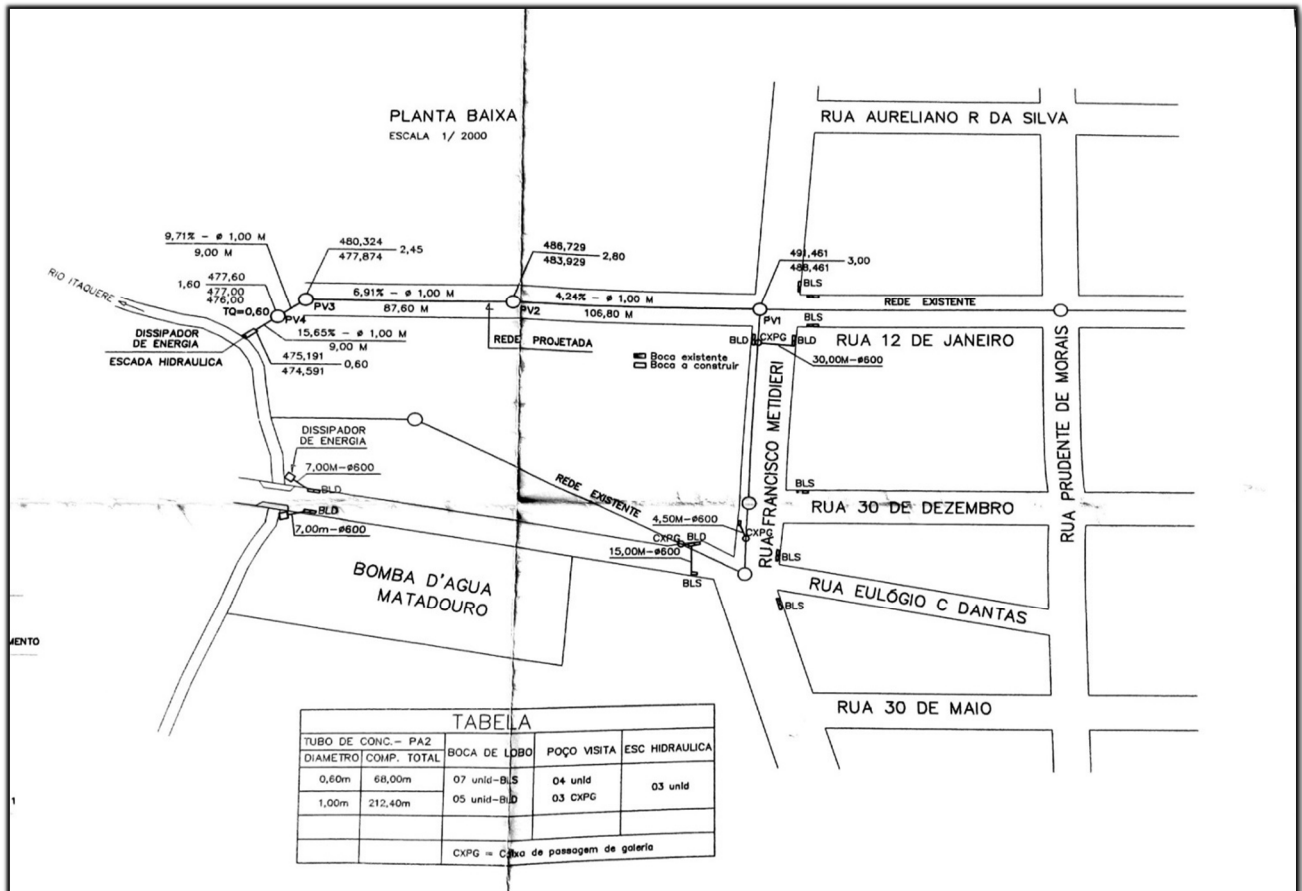 PLANTA BAIXA
ESCALA 1/ 2000
RUA AURELIANO R DA SILVA
9,71% - ø 1,00 M
9,00 M
480,324
477,874
2,45
486,729
483,929
2,80
491,461
488,461
3,00
BLS
RIO ITAQUERE
1,60
477,60
477,00
476,00
TQ=0,60
PV4
PV3
6,91% - ø 1,00 M
87,60 M
PV2
4,24% - ø 1,00 M
106,80 M
PV1
REDE EXISTENTE
BLS
DISSIPADOR
DE ENERGIA
ESCADA HIDRAULICA
15,65% - ø 1,00 M
9,00 M
475,191
474,591
0,60
REDE PROJETADA
Boca existente
Boca a construir
BLD
CXPG
BLD
RUA 12 DE JANEIRO
30,00M-ø600
RUA FRANCISCO METIDIERI
RUA PRUDENTE DE MORAIS
DISSIPADOR
DE ENERGIA
7,00M-ø600
BLD
BLD
7,00m-ø600
REDE EXISTENTE
BLS
RUA 30 DE DEZEMBRO
4,50M-ø600
CXPG
CXPG
BLD
15,00M-ø600
BLS
BLS
RUA EULÓGIO C DANTAS
BLS
BOMBA D'AGUA
MATADOURO
MENTO
RUA 30 DE MAIO
TABELA
TUBO DE CONC.- PA2
BOCA DE LOBO
POÇO VISITA
ESC HIDRAULICA
DIAMETRO
COMP. TOTAL
0,60m
68,00m
07 unid-BLS
04 unid
03 unid
1,00m
212,40m
05 unid-BLD
03 CXPG
CXPG = Caixa de passagem de galeria
1